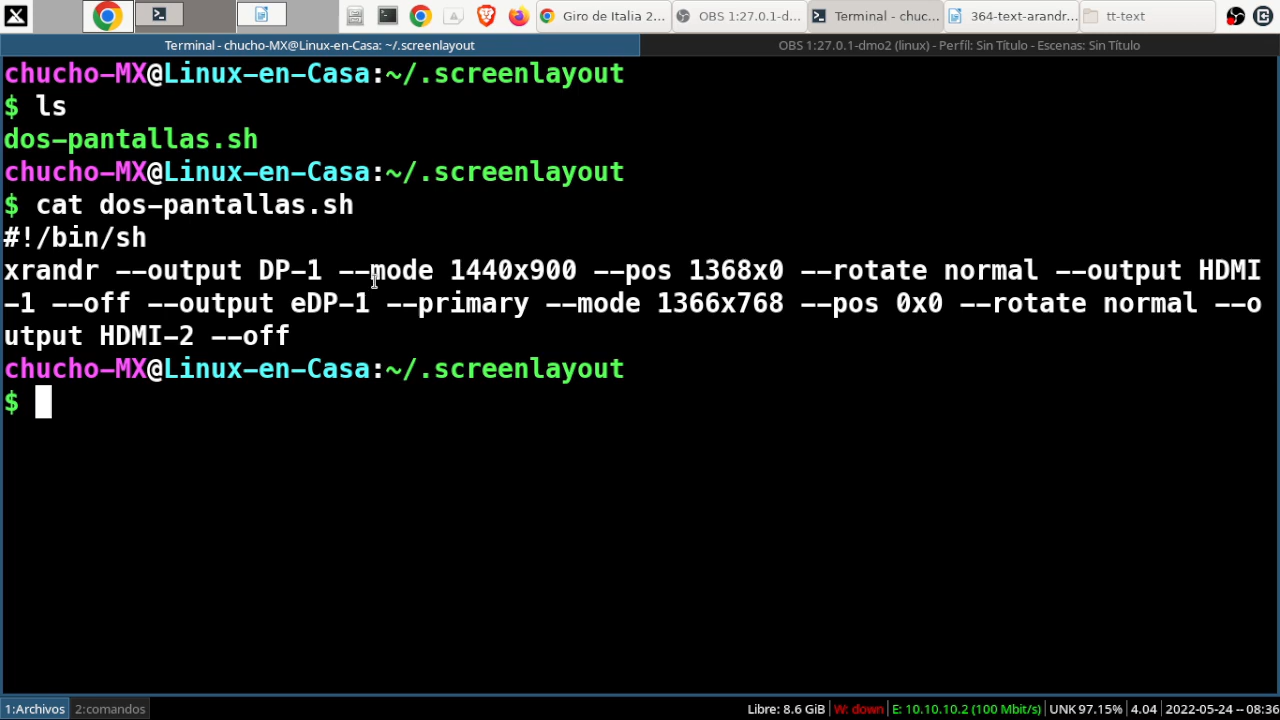 Giro de Italia 2...
OBS 1:27.0.1-d...
Terminal - chuc...
364-text-arandr...
tt-text
Terminal - chucho-MX@Linux-en-Casa: ~/.screenlayout
OBS 1:27.0.1-dmo2 (linux) - Perfil: Sin Título - Escenas: Sin Título
chucho-MX@Linux-en-Casa:~/.screenlayout
$ ls
dos-pantallas.sh
chucho-MX@Linux-en-Casa:~/.screenlayout
$ cat dos-pantallas.sh
#!/bin/sh
xrandr --output DP-1 --mode 1440x900 --pos 1368x0 --rotate normal --output HDMI
-1 --off --output eDP-1 --primary --mode 1366x768 --pos 0x0 --rotate normal --o
utput HDMI-2 --off
chucho-MX@Linux-en-Casa:~/.screenlayout
$
1:Archivos 2:comandos
Libre: 8.6 GiB W: down E: 10.10.10.2 (100 Mbit/s) UNK 97.15% 4.04 2022-05-24 -- 08:36